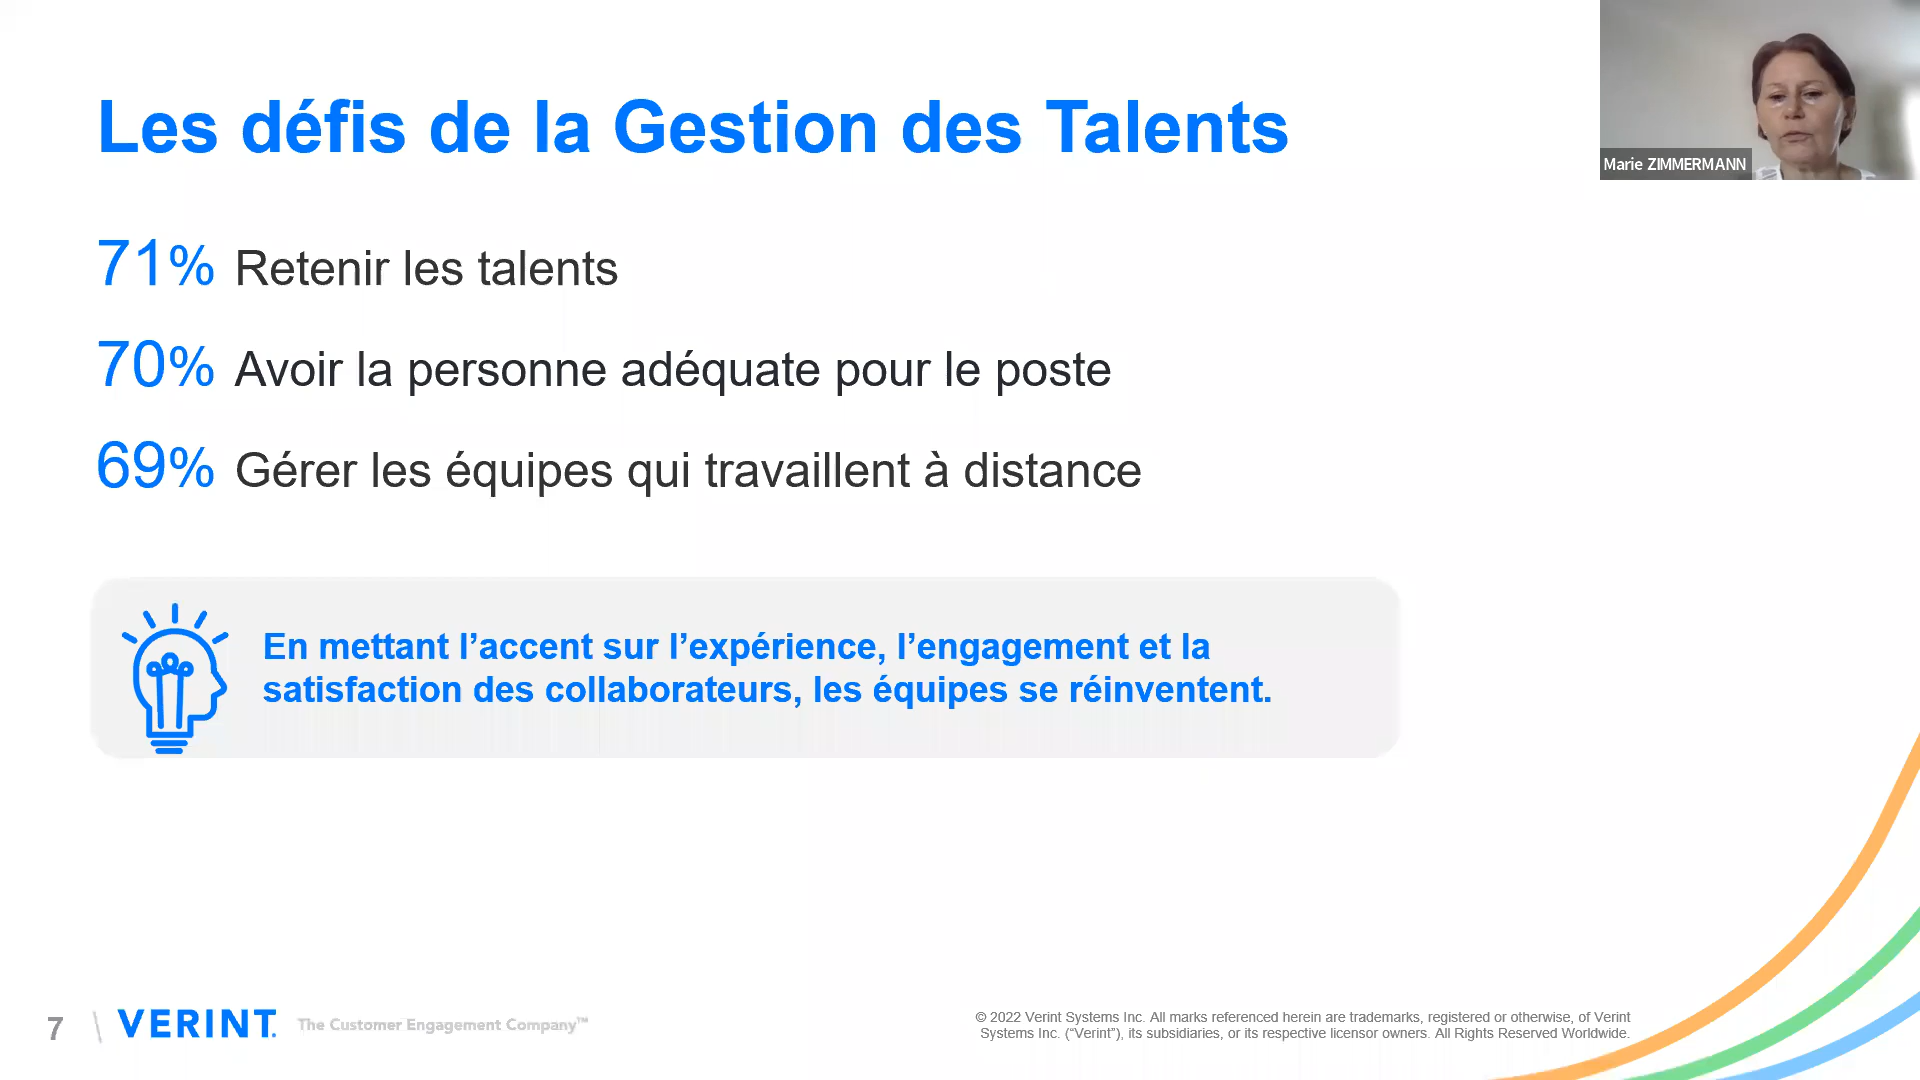 Les défis de la Gestion des Talents
Marie ZIMMERMANN
71% Retenir les talents
70% Avoir la personne adéquate pour le poste
69% Gérer les équipes qui travaillent à distance
En mettant l’accent sur l’expérience, l’engagement et la
satisfaction des collaborateurs, les équipes se réinventent.
7
VERINT.
The Customer Engagement Company™
© 2022 Verint Systems Inc. All marks referenced herein are trademarks, registered or otherwise, of Verint
Systems Inc. (“Verint”), its subsidiaries, or its respective licensor owners. All Rights Reserved Worldwide.